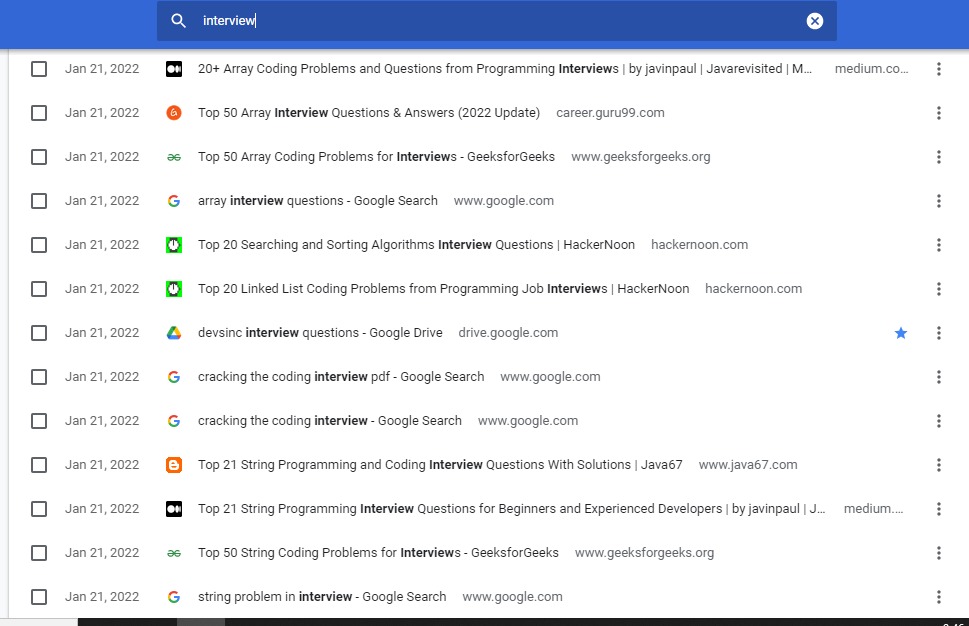 interview
Jan 21, 2022 20+ Array Coding Problems and Questions from Programming Interviews | by javinpaul | Javarevisited | M... medium.co...
Jan 21, 2022 Top 50 Array Interview Questions & Answers (2022 Update) career.guru99.com
Jan 21, 2022 Top 50 Array Coding Problems for Interviews - GeeksforGeeks www.geeksforgeeks.org
Jan 21, 2022 array interview questions - Google Search www.google.com
Jan 21, 2022 Top 20 Searching and Sorting Algorithms Interview Questions | HackerNoon hackernoon.com
Jan 21, 2022 Top 20 Linked List Coding Problems from Programming Job Interviews | HackerNoon hackernoon.com
Jan 21, 2022 devsinc interview questions - Google Drive drive.google.com
Jan 21, 2022 cracking the coding interview pdf - Google Search www.google.com
Jan 21, 2022 cracking the coding interview - Google Search www.google.com
Jan 21, 2022 Top 21 String Programming and Coding Interview Questions With Solutions | Java67 www.java67.com
Jan 21, 2022 Top 21 String Programming Interview Questions for Beginners and Experienced Developers | by javinpaul | J... medium....
Jan 21, 2022 Top 50 String Coding Problems for Interviews - GeeksforGeeks www.geeksforgeeks.org
Jan 21, 2022 string problem in interview - Google Search www.google.com